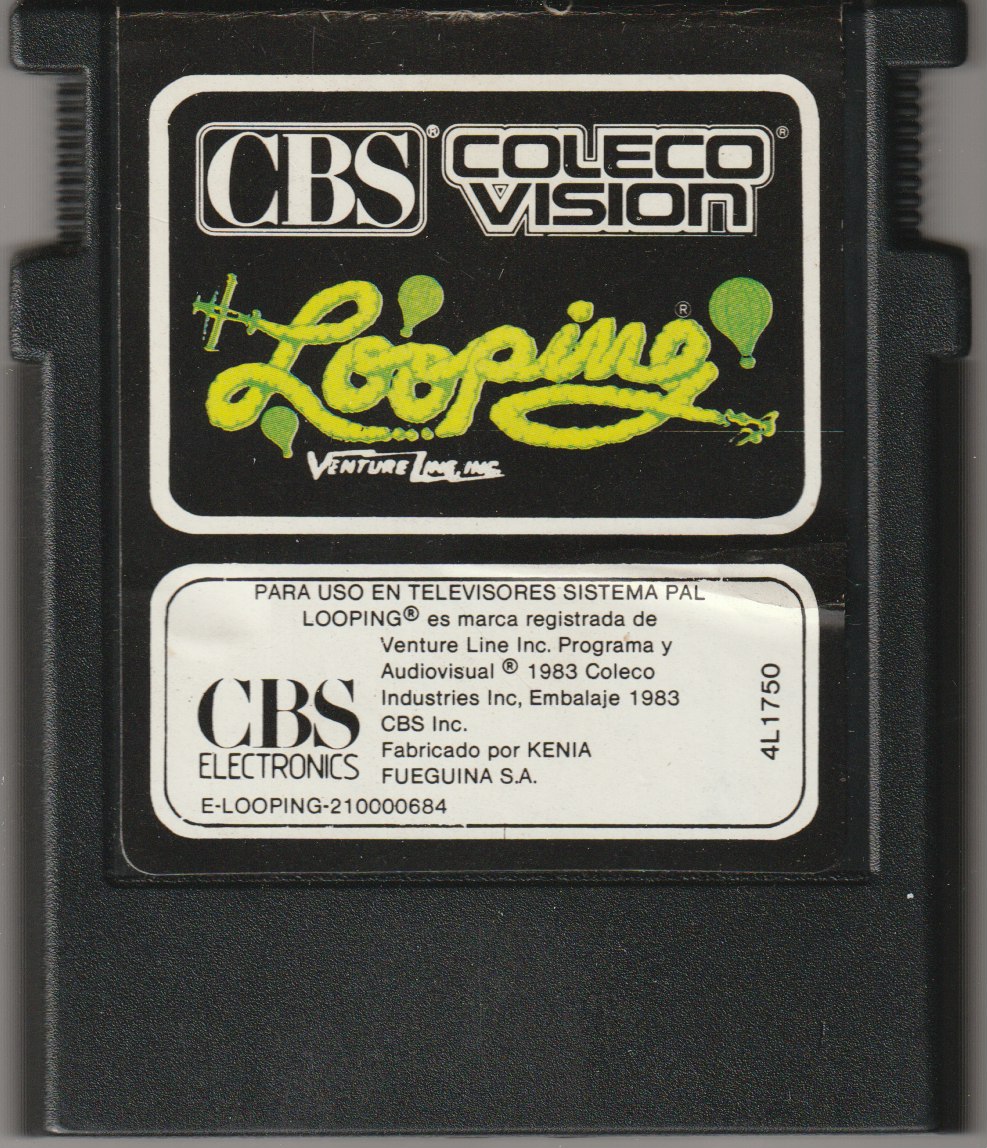 CBS® COLECO®
VISION
Looping®
VENTURE LINE, INC.
PARA USO EN TELEVISORES SISTEMA PAL
LOOPING® es marca registrada de
Venture Line Inc. Programa y
Audiovisual ® 1983 Coleco
Industries Inc, Embalaje 1983
CBS Inc.
Fabricado por KENIA
FUEGUINA S.A.
CBS
ELECTRONICS
E-LOOPING-210000684
4L1750